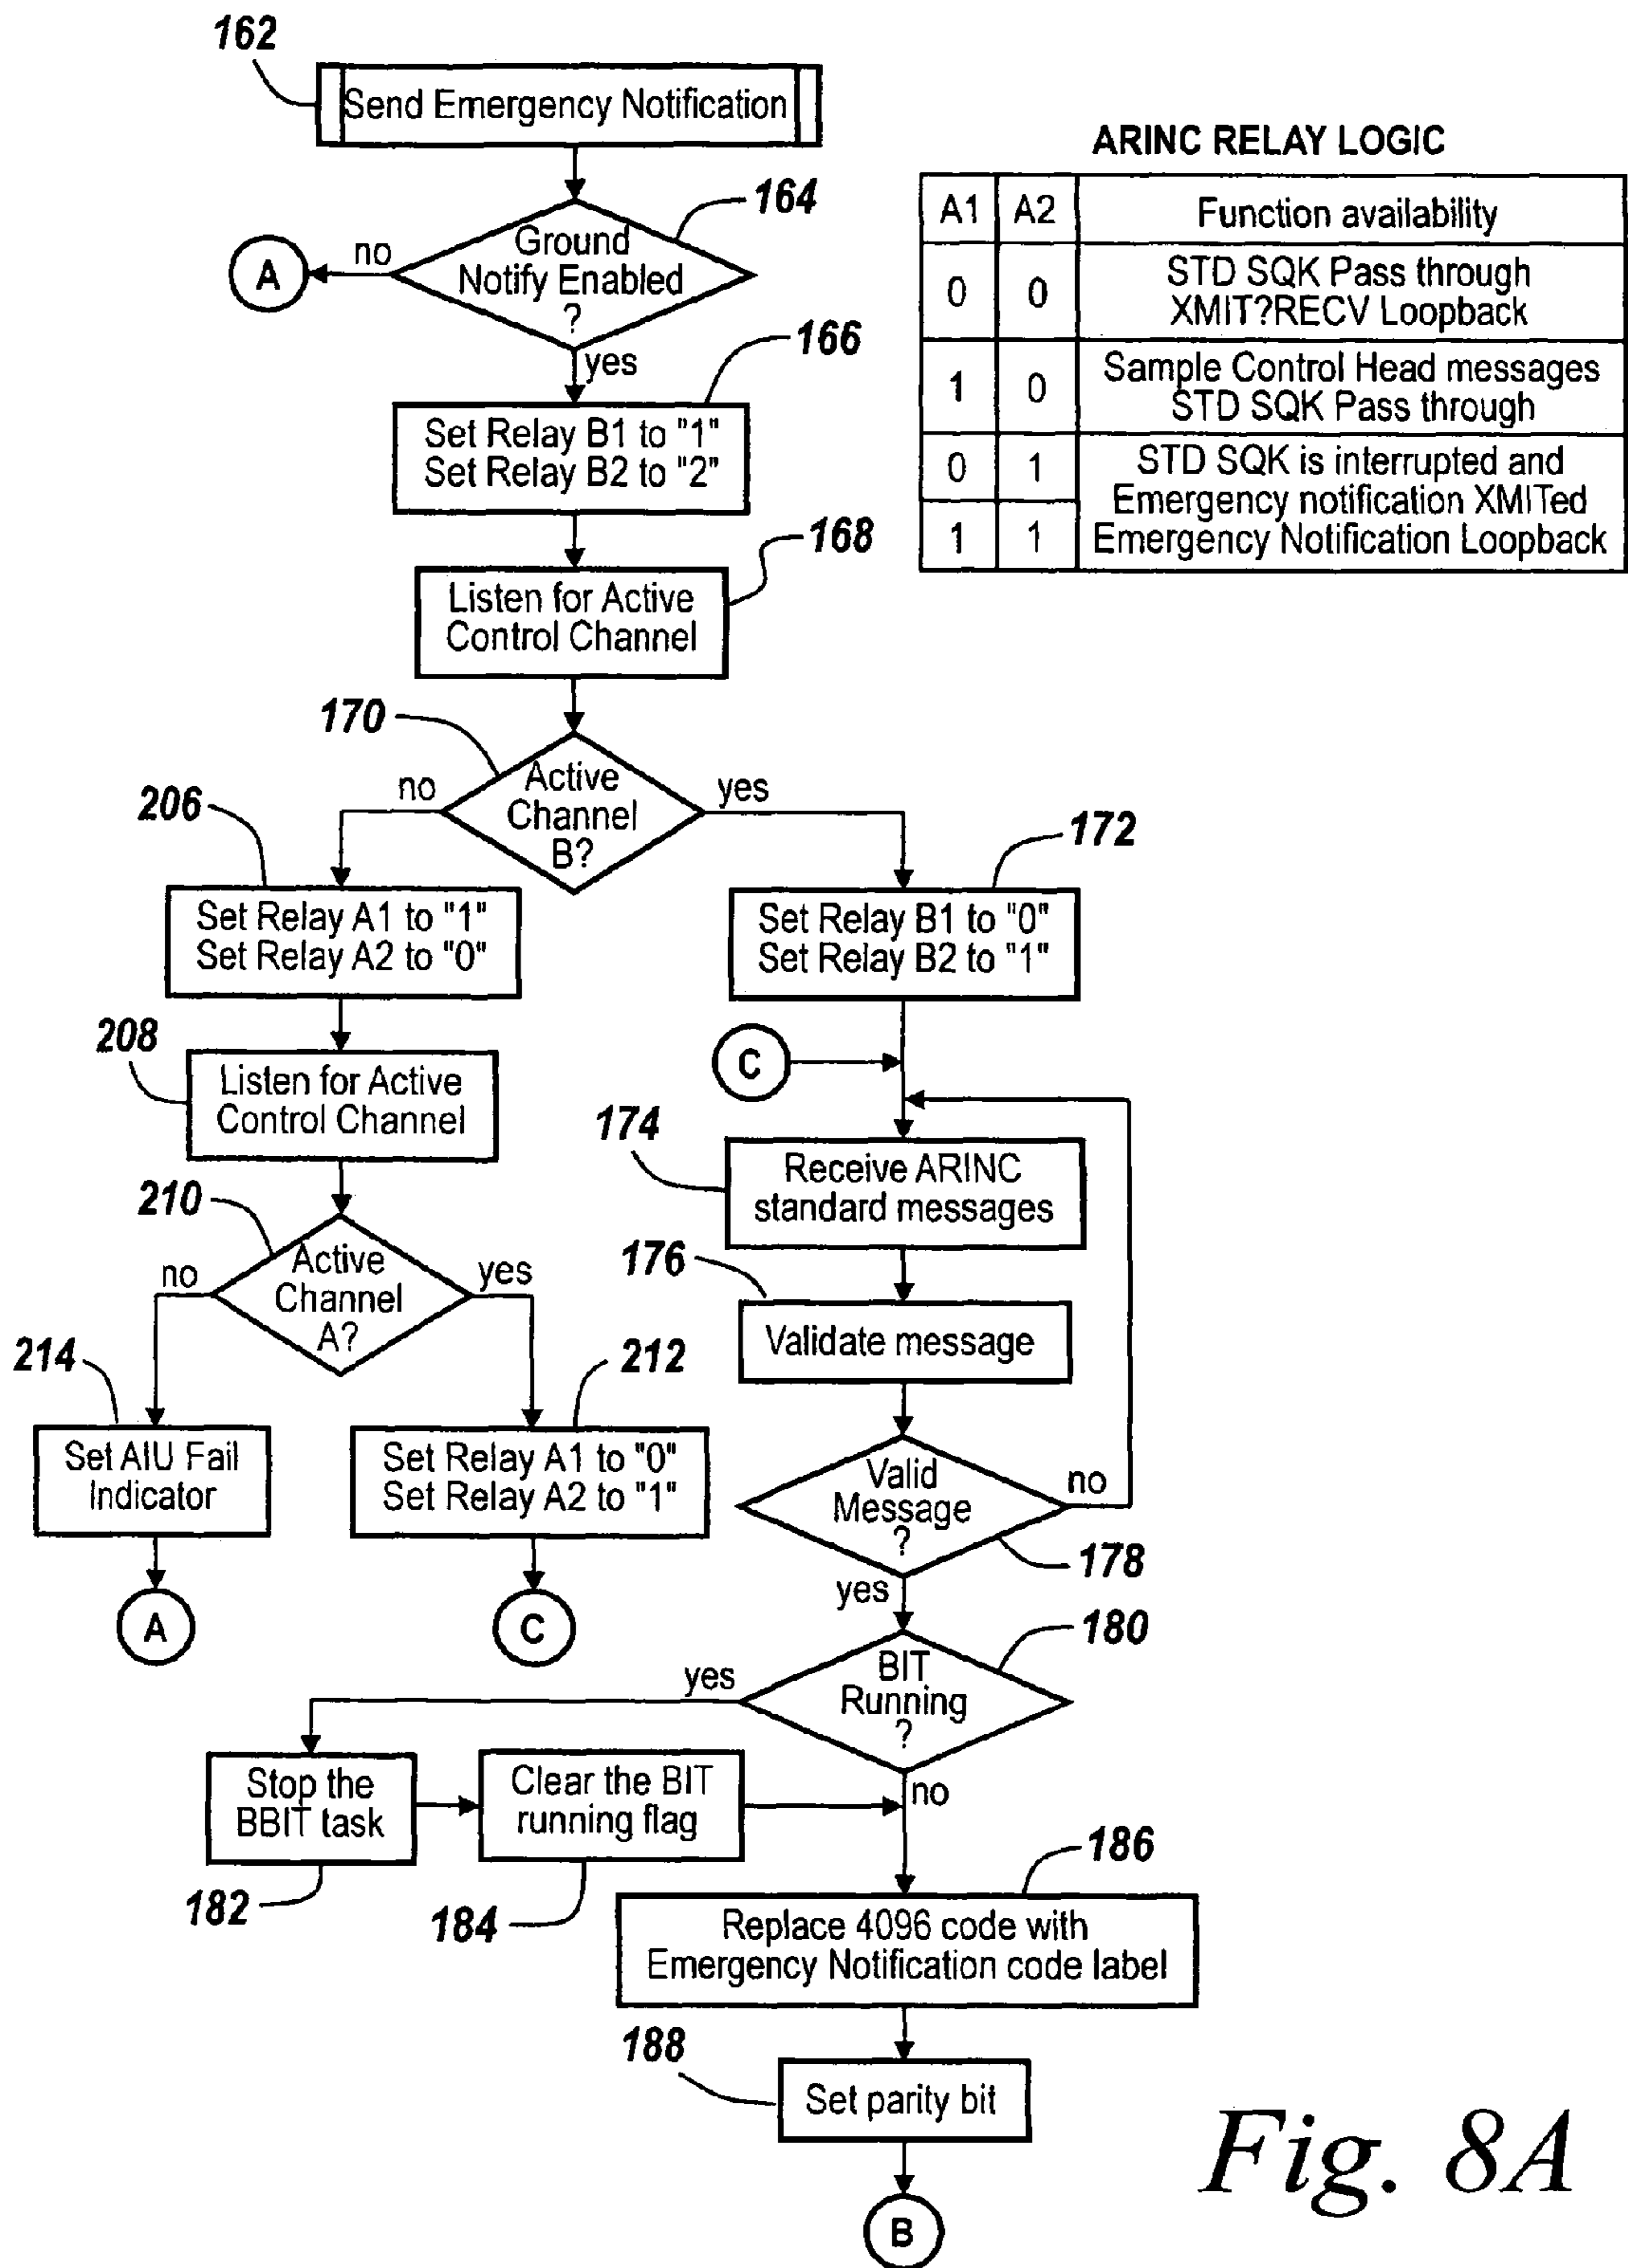 162
Send Emergency Notification
164
Ground
Notify Enabled
?
no
A
yes
166
Set Relay B1 to "1"
Set Relay B2 to "2"
168
Listen for Active
Control Channel
170
Active
Channel
B?
no
yes
206
Set Relay A1 to "1"
Set Relay A2 to "0"
172
Set Relay B1 to "0"
Set Relay B2 to "1"
208
Listen for Active
Control Channel
C
174
Receive ARINC
standard messages
210
Active
Channel
A?
no
yes
176
Validate message
214
Set AIU Fail
Indicator
A
212
Set Relay A1 to "0"
Set Relay A2 to "1"
C
Valid
Message
?
no
178
yes
180
BIT
Running
?
yes
no
Stop the
BBIT task
182
Clear the BIT
running flag
184
186
Replace 4096 code with
Emergency Notification code label
188
Set parity bit
B
ARINC RELAY LOGIC
A1 A2 Function availability
0 0 STD SQK Pass through
XMIT?RECV Loopback
1 0 Sample Control Head messages
STD SQK Pass through
0 1 STD SQK is interrupted and
Emergency notification XMITed
1 1 Emergency Notification Loopback
Fig. 8A